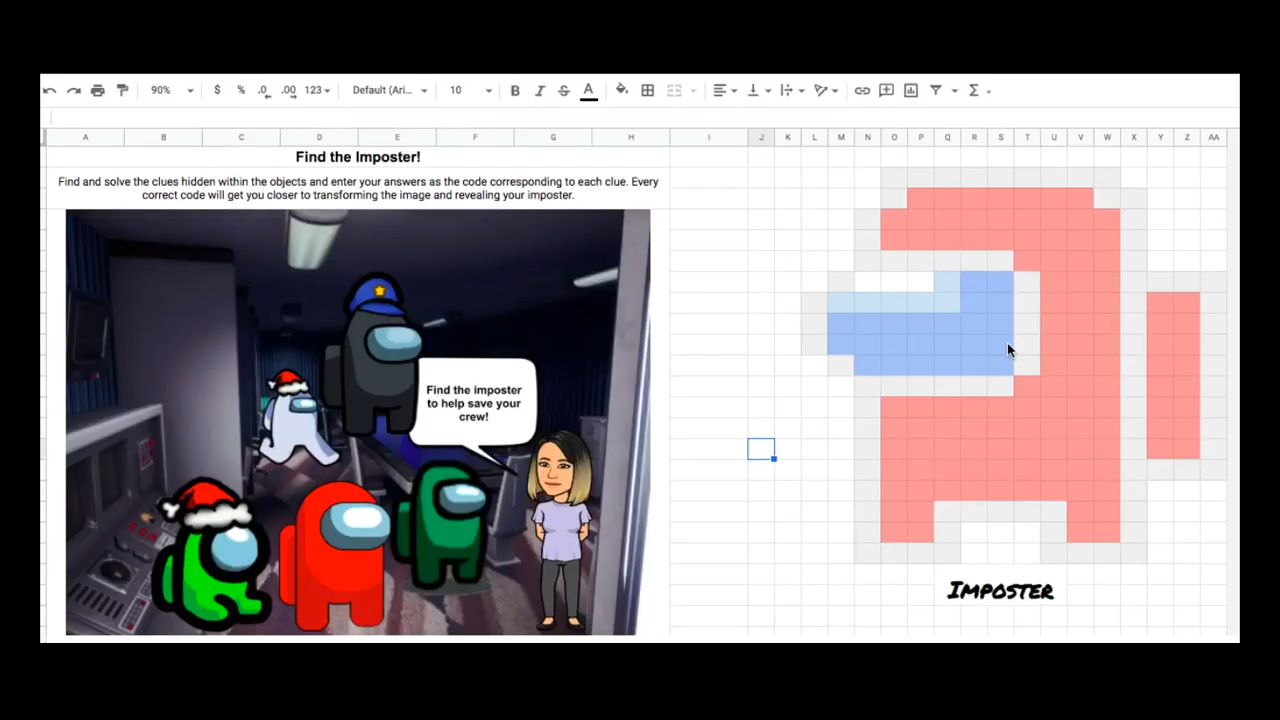 90% $ % .0 .00 123 Default (Ari... 10 B I S A Σ
A B C D E F G H I J K L M N O P Q R S T U V W X Y Z AA
Find the Imposter!
Find and solve the clues hidden within the objects and enter your answers as the code corresponding to each clue. Every
correct code will get you closer to transforming the image and revealing your imposter.
Find the imposter
to help save your
crew!
Imposter